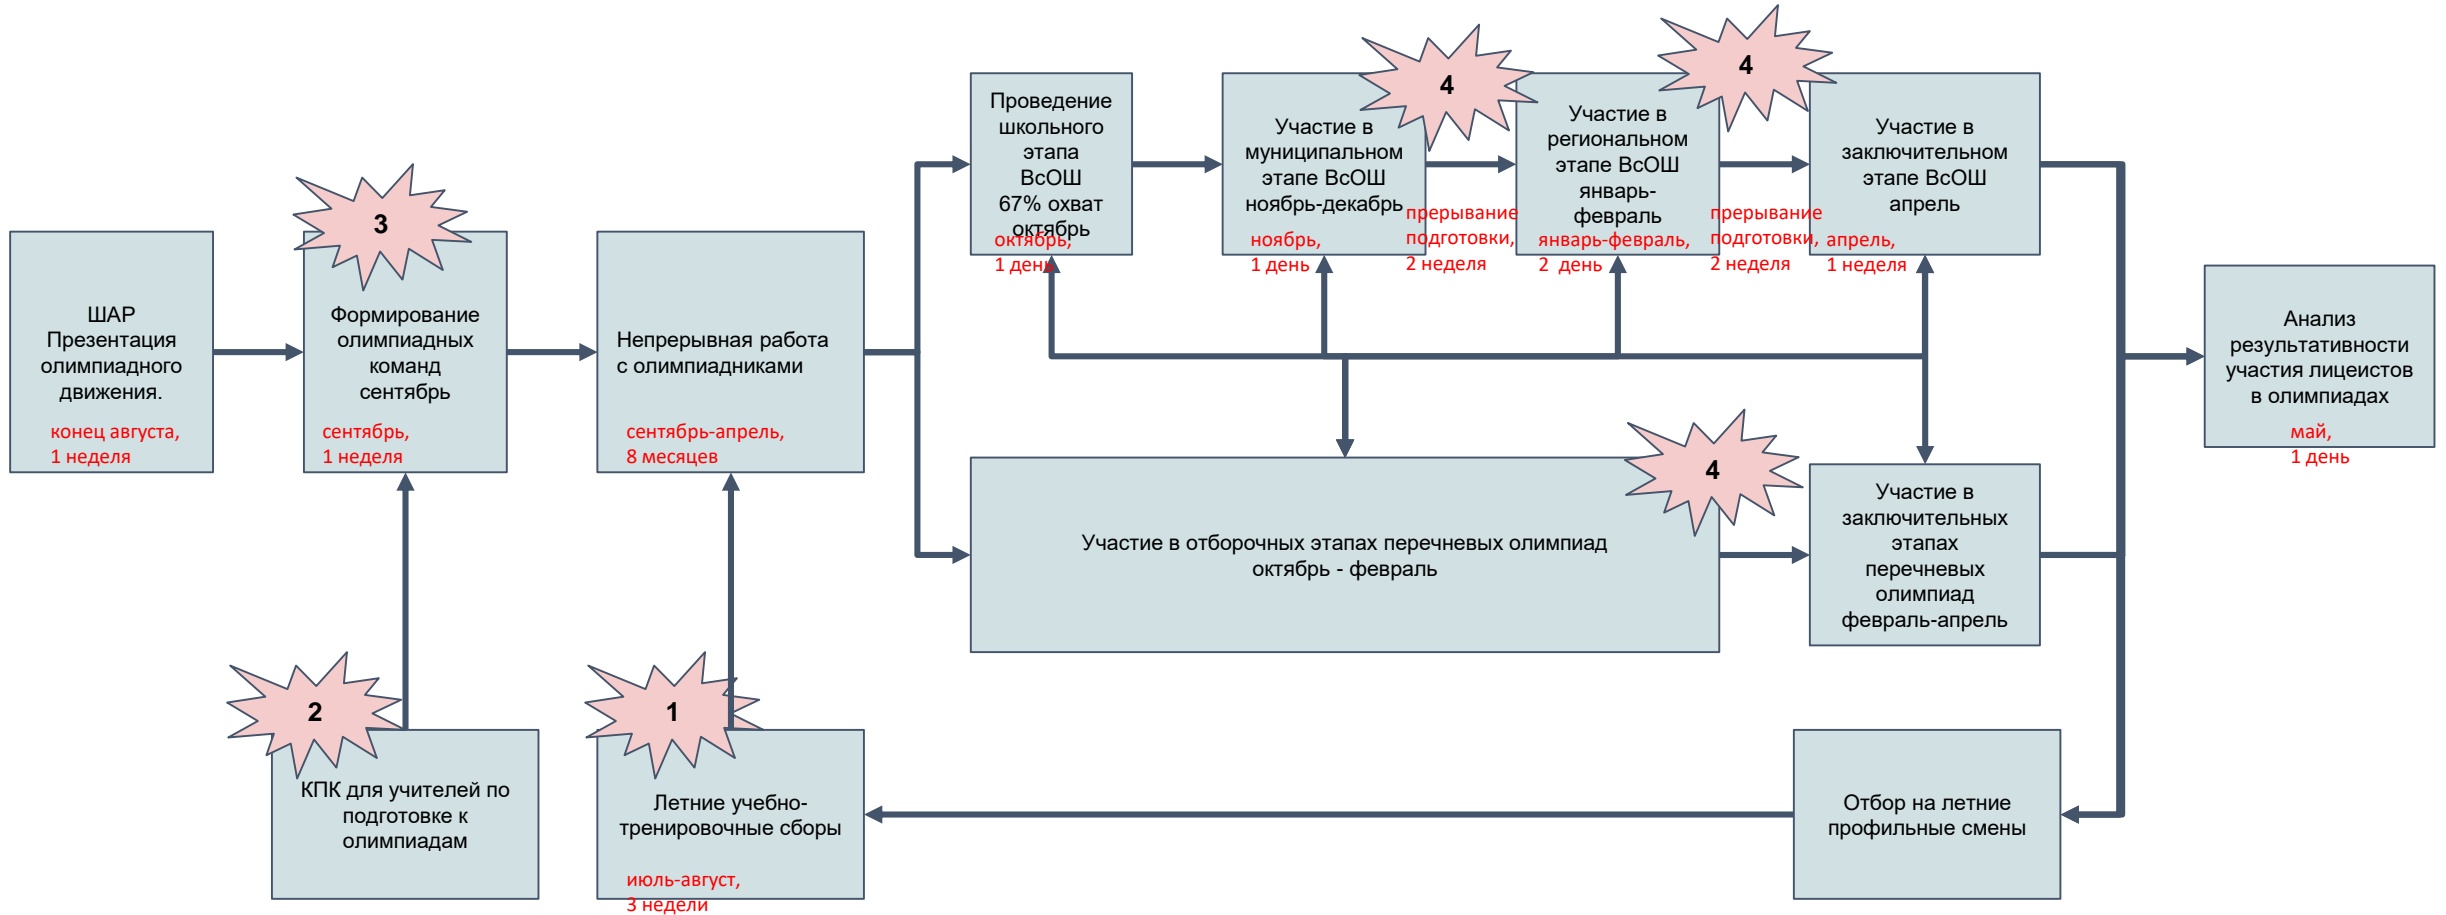 ШАР
Презентация
олимпиадного
движения.
конец августа,
1 неделя
3
Формирование
олимпиадных
команд
сентябрь
сентябрь,
1 неделя
Непрерывная работа
с олимпиадниками
сентябрь-апрель,
8 месяцев
Проведение
школьного
этапа
ВсОШ
67% охват
октябрь
октябрь,
1 день
Участие в
муниципальном
этапе ВсОШ
ноябрь-декабрь
ноябрь,
1 день
4
прерывание
подготовки,
2 неделя
Участие в
региональном
этапе ВсОШ
январь-
февраль
январь-февраль,
2 день
4
прерывание
подготовки,
2 неделя
Участие в
заключительном
этапе ВсОШ
апрель
апрель,
1 неделя
Участие в отборочных этапах перечневых олимпиад
октябрь - февраль
4
Участие в
заключительных
этапах
перечневых
олимпиад
февраль-апрель
Анализ
результативности
участия лицеистов
в олимпиадах
май,
1 день
2
КПК для учителей по
подготовке к
олимпиадам
1
Летние учебно-
тренировочные сборы
июль-август,
3 недели
Отбор на летние
профильные смены